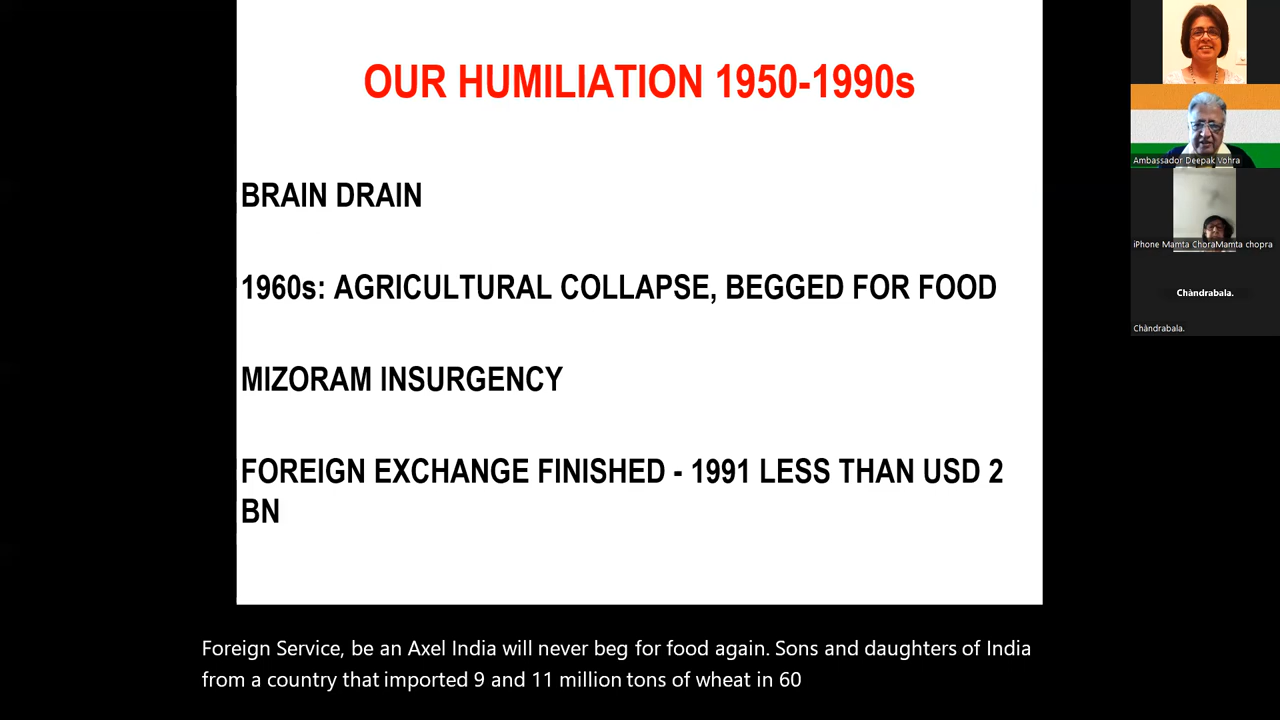 OUR HUMILIATION 1950-1990s
BRAIN DRAIN
1960s: AGRICULTURAL COLLAPSE, BEGGED FOR FOOD
MIZORAM INSURGENCY
FOREIGN EXCHANGE FINISHED - 1991 LESS THAN USD 2
BN
Ambassador Deepak Vohra
iPhone Mamta ChoraMamta chopra
Chàndrabala.
Chàndrabala.
Foreign Service, be an Axel India will never beg for food again. Sons and daughters of India
from a country that imported 9 and 11 million tons of wheat in 60